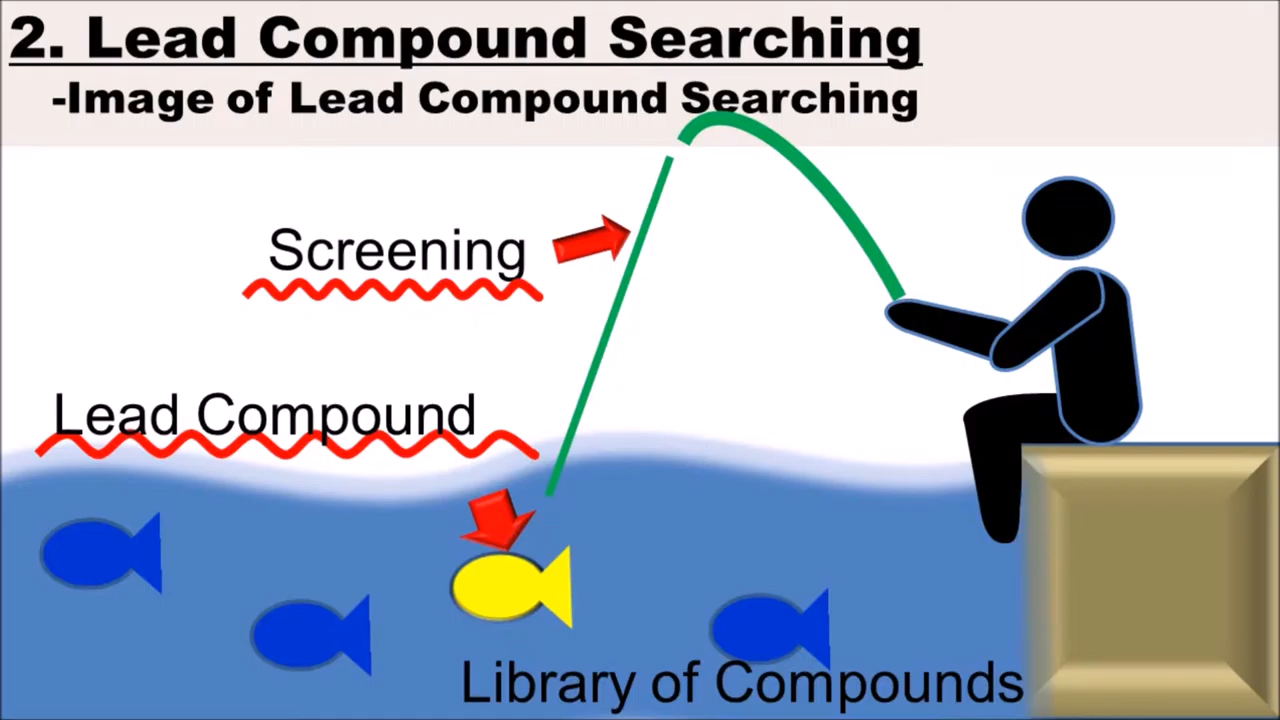 2. Lead Compound Searching
-Image of Lead Compound Searching
Screening
Lead Compound
Library of Compounds